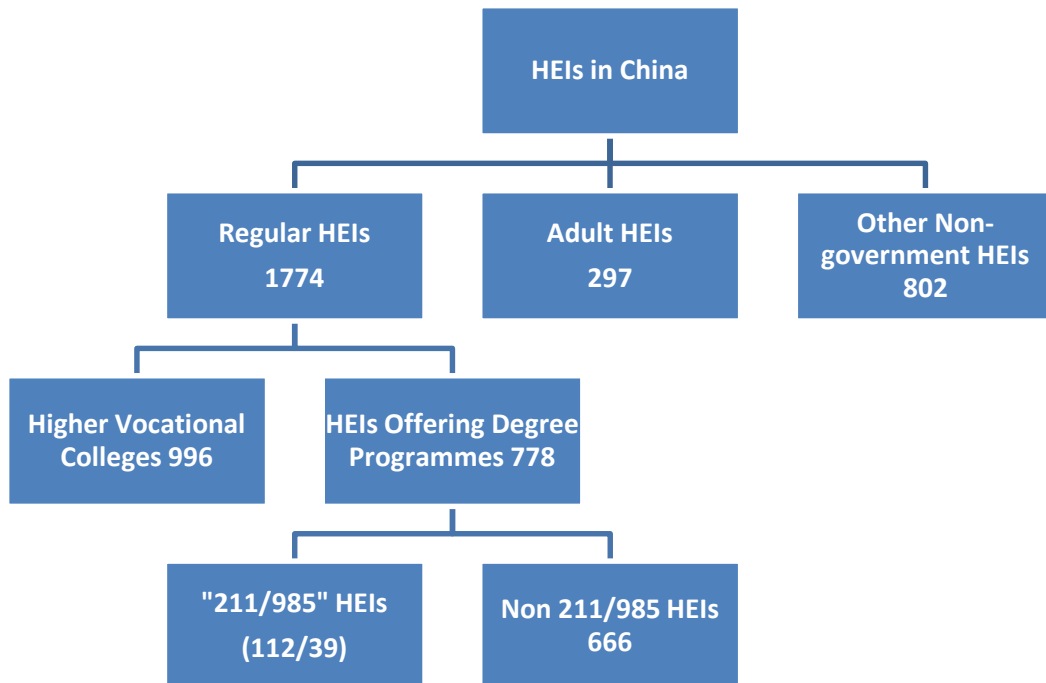 HEIs in China
Regular HEIs
1774
Adult HEIs
297
Other Non-
government HEIs
802
Higher Vocational
Colleges 996
HEIs Offering Degree
Programmes 778
"211/985" HEIs
(112/39)
Non 211/985 HEIs
666